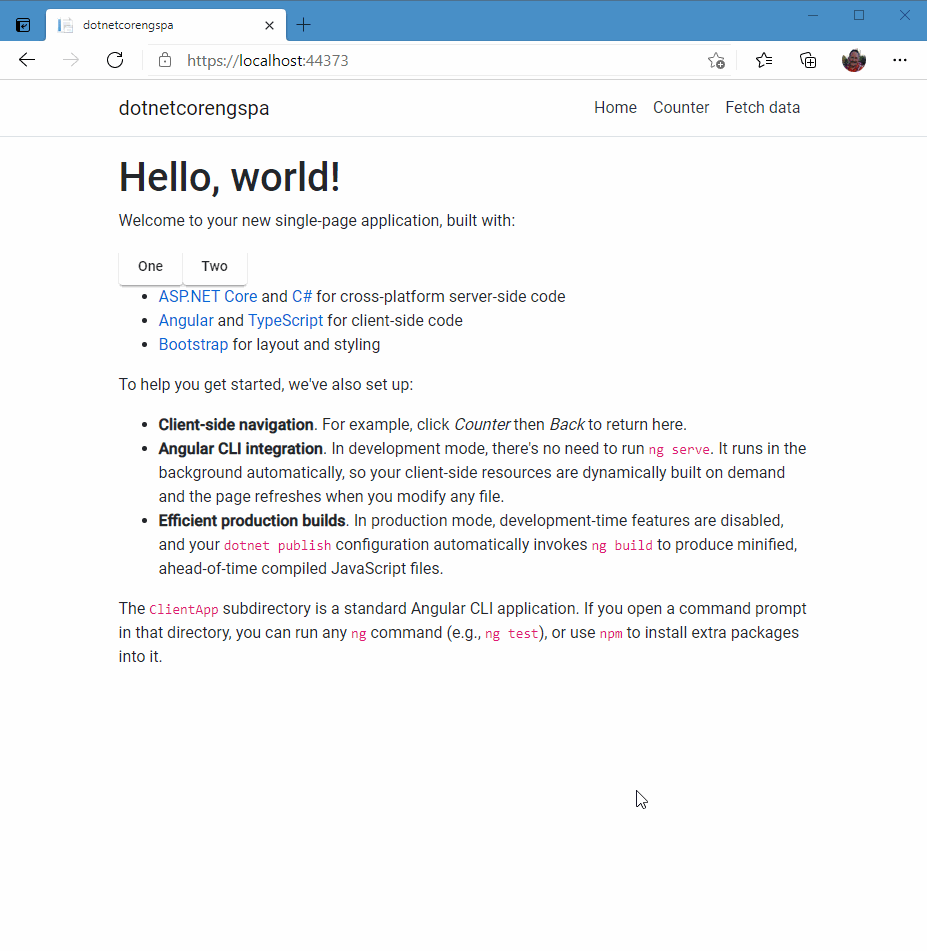 dotnetcorengspa
https://localhost:44373
dotnetcorengspa Home Counter Fetch data
Hello, world!
Welcome to your new single-page application, built with:
One Two
ASP.NET Core and C# for cross-platform server-side code
Angular and TypeScript for client-side code
Bootstrap for layout and styling
To help you get started, we've also set up:
Client-side navigation. For example, click Counter then Back to return here.
Angular CLI integration. In development mode, there's no need to run ng serve. It runs in the
background automatically, so your client-side resources are dynamically built on demand
and the page refreshes when you modify any file.
Efficient production builds. In production mode, development-time features are disabled,
and your dotnet publish configuration automatically invokes ng build to produce minified,
ahead-of-time compiled JavaScript files.
The ClientApp subdirectory is a standard Angular CLI application. If you open a command prompt
in that directory, you can run any ng command (e.g., ng test), or use npm to install extra packages
into it.